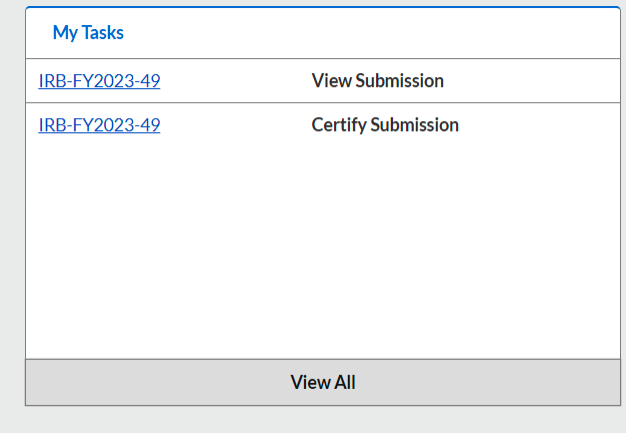 My Tasks
IRB-FY2023-49 View Submission
IRB-FY2023-49 Certify Submission
View All